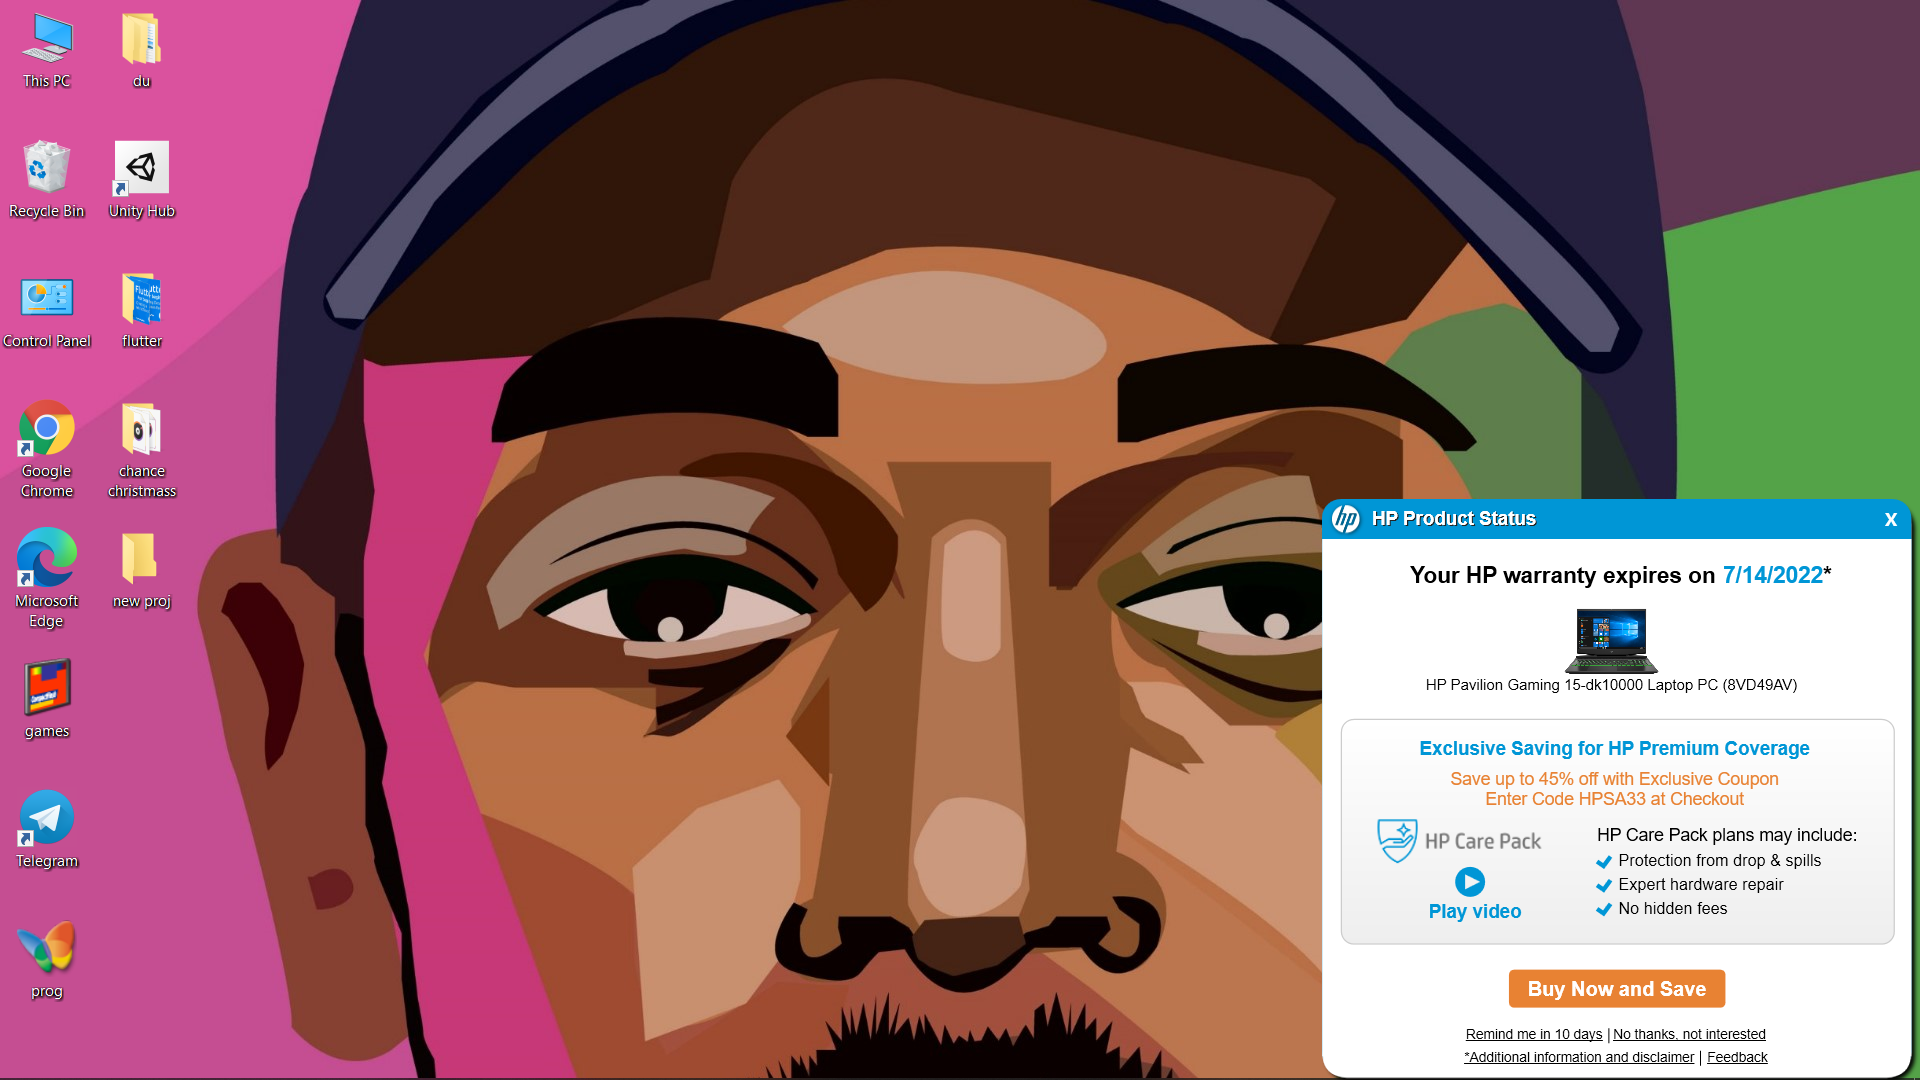 This PC
du
Recycle Bin
Unity Hub
Control Panel
flutter
Google
Chrome
chance
christmass
Microsoft
Edge
new proj
games
Telegram
prog
hp HP Product Status X
Your HP warranty expires on 7/14/2022*
HP Pavilion Gaming 15-dk10000 Laptop PC (8VD49AV)
Exclusive Saving for HP Premium Coverage
Save up to 45% off with Exclusive Coupon
Enter Code HPSA33 at Checkout
HP Care Pack
Play video
HP Care Pack plans may include:
Protection from drop & spills
Expert hardware repair
No hidden fees
Buy Now and Save
Remind me in 10 days | No thanks, not interested
*Additional information and disclaimer | Feedback